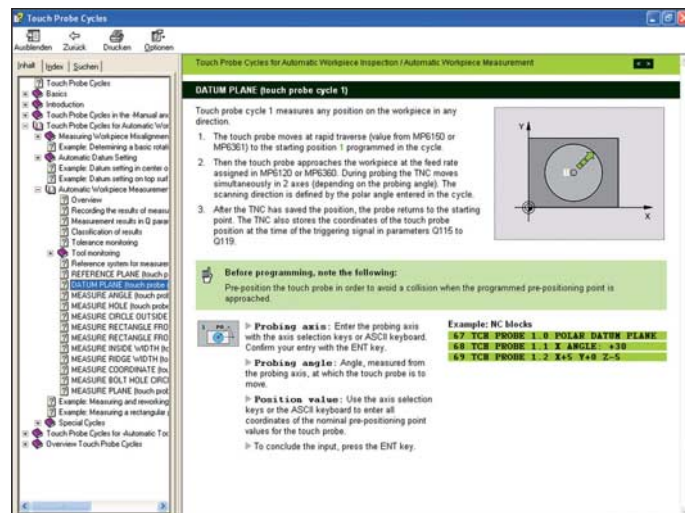 Touch Probe Cycles
Ausblenden Zurück Drucken Optionen
Inhalt Index Suchen
Touch Probe Cycles
Basics
Introduction
Touch Probe Cycles in the -Manual and
Touch Probe Cycles for Automatic Wor
Measuring Workpiece Misalignmen
Example: Determining a basic rotati
Automatic Datum Setting
Example: Datum setting in center o
Example: Datum setting on top surf
Automatic Workpiece Measuremen
Overview
Recording the results of measu
Measurement results in Q paran
Classification of results
Tolerance monitoring
Tool monitoring
Reference system for measurer
REFERENCE PLANE (touch p
DATUM PLANE (touch probe c
MEASURE ANGLE (touch prob
MEASURE HOLE (touch probe
MEASURE CIRCLE OUTSIDE
MEASURE RECTANGLE FRO
MEASURE RECTANGLE FRO
MEASURE INSIDE WIDTH (to
MEASURE RIDGE WIDTH (to
MEASURE COORDINATE (tou
MEASURE BOLT HOLE CIRCL
MEASURE PLANE (touch prob
Example: Measuring and reworking
Example: Measuring a rectangular p
Special Cycles
Touch Probe Cycles for -Automatic Too
Overview Touch Probe Cycles
Touch Probe Cycles for Automatic Workpiece Inspection / Automatic Workpiece Measurement
DATUM PLANE (touch probe cycle 1)
Touch probe cycle 1 measures any position on the workpiece in any
direction.
1. The touch probe moves at rapid traverse (value from MP6150 or
MP6361) to the starting position 1 programmed in the cycle.
2. Then the touch probe approaches the workpiece at the feed rate
assigned in MP6120 or MP6360. During probing the TNC moves
simultaneously in 2 axes (depending on the probing angle). The
scanning direction is defined by the polar angle entered in the cycle.
3. After the TNC has saved the position, the probe returns to the starting
point. The TNC also stores the coordinates of the touch probe
position at the time of the triggering signal in parameters Q115 to
Q119.
Y
X
Before programming, note the following:
Pre-position the touch probe in order to avoid a collision when the programmed pre-positioning point is
approached.
Probing axis: Enter the probing axis
with the axis selection keys or ASCII keyboard.
Confirm your entry with the ENT key.
Probing angle: Angle, measured from
the probing axis, at which the touch probe is to
move.
Position value: Use the axis selection
keys or the ASCII keyboard to enter all
coordinates of the nominal pre-positioning point
values for the touch probe.
To conclude the input, press the ENT key.
Example: NC blocks
67 TCH PROBE 1.0 POLAR DATUM PLANE
68 TCH PROBE 1.1 X ANGLE: +30
69 TCH PROBE 1.2 X+5 Y+0 Z-5